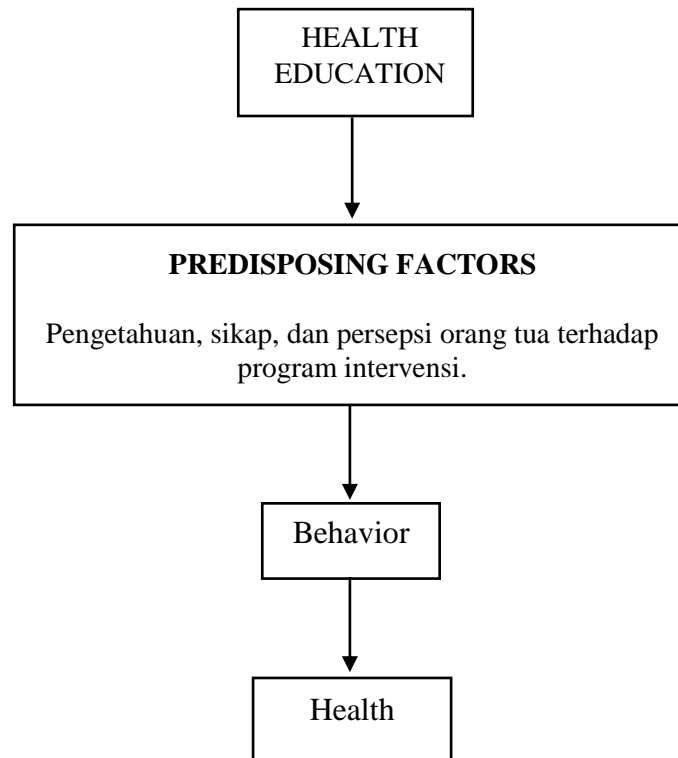 HEALTH
EDUCATION
PREDISPOSING FACTORS
Pengetahuan, sikap, dan persepsi orang tua terhadap
program intervensi.
Behavior
Health